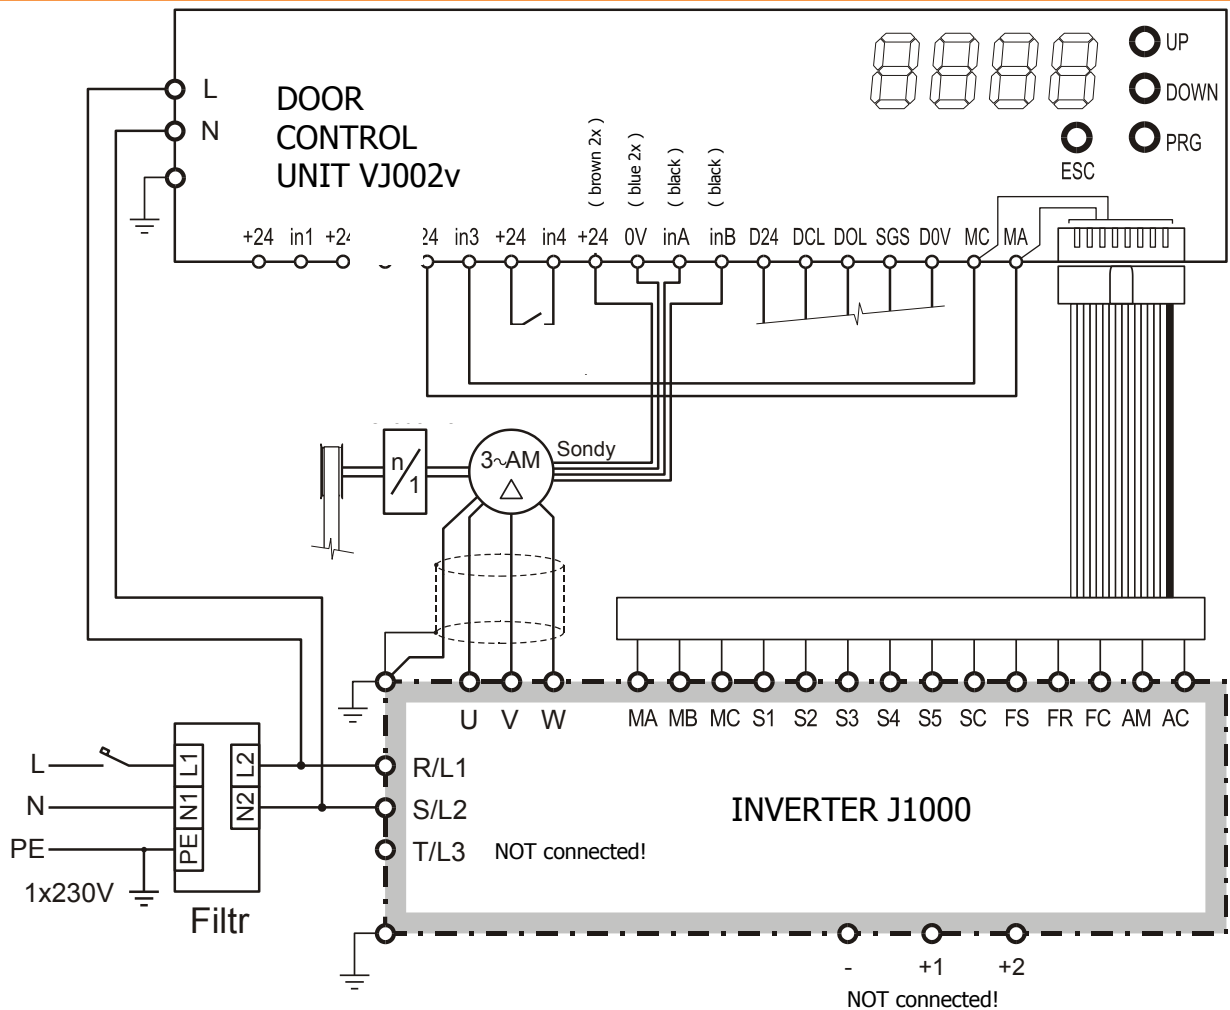 UP
L
DOOR
DOWN
N
CONTROL
PRG
UNIT VJ002v
ESC
( brown 2x )
( blue 2x )
( black )
( black )
+24 in1 +24 24 in3 +24 in4 +24 0V inA inB D24 DCL DOL SGS D0V MC MA
n/1
3~AM
Sondy
U V W
MA MB MC S1 S2 S3 S4 S5 SC FS FR FC AM AC
L
L1
L2
R/L1
N
N1
N2
S/L2
INVERTER J1000
PE
PE
T/L3
NOT connected!
1x230V
Filtr
- +1 +2
NOT connected!